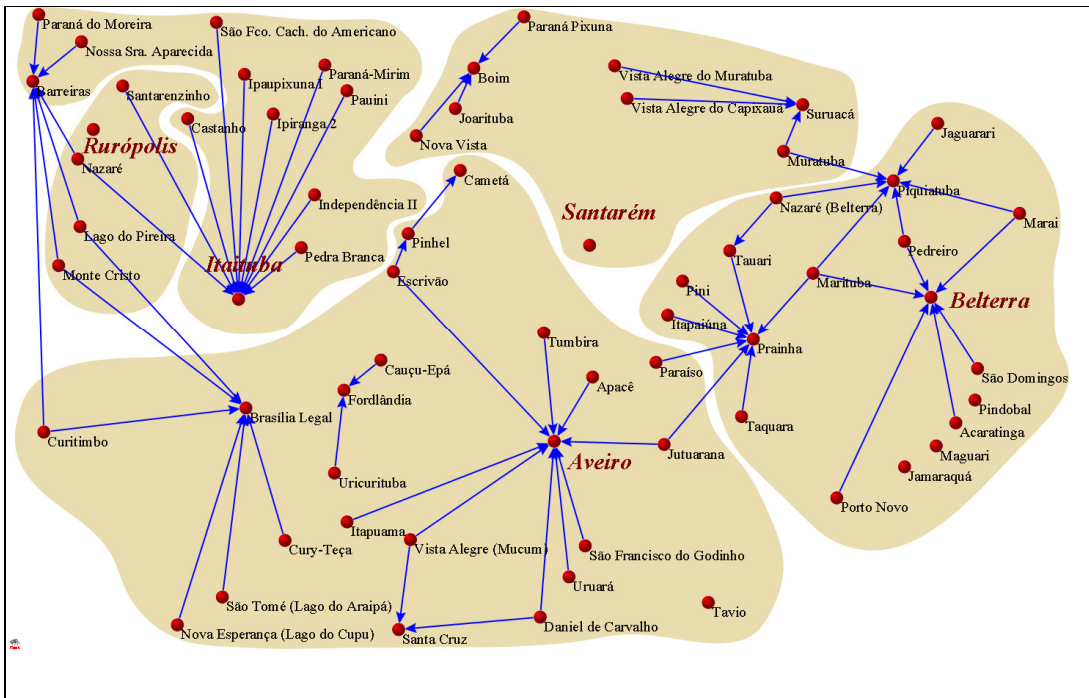 Paraná do Moreira
São Fco. Cach. do Americano
Paraná Pixuna
Nossa Sra. Aparecida
Ipaupixuna I
Paraná-Mirim
Boim
Vista Alegre do Muratuba
Barreiras
Santarenzinho
Pauini
Vista Alegre do Capixauã
Suruacá
Castanho
Ipiranga 2
Joarituba
Jaguarari
Rurópolis
Nova Vista
Muratuba
Nazaré
Cametá
Piquiatuba
Independência II
Nazaré (Belterra)
Santarém
Marai
Lago do Pireira
Pinhel
Pedreiro
Itaituba
Pedra Branca
Tauari
Monte Cristo
Escrivão
Marituba
Pini
Belterra
Itapaiúna
Tumbira
Prainha
Cauçu-Epá
Paraíso
São Domingos
Apacê
Fordlândia
Pindobal
Brasília Legal
Taquara
Acaratinga
Curitimbo
Aveiro
Jutuarana
Maguari
Jamaraquá
Uricurituba
Porto Novo
Itapuama
Cury-Teça
Vista Alegre (Mucum)
São Francisco do Godinho
Uruará
São Tomé (Lago do Araipá)
Tavio
Nova Esperança (Lago do Cupu)
Santa Cruz
Daniel de Carvalho